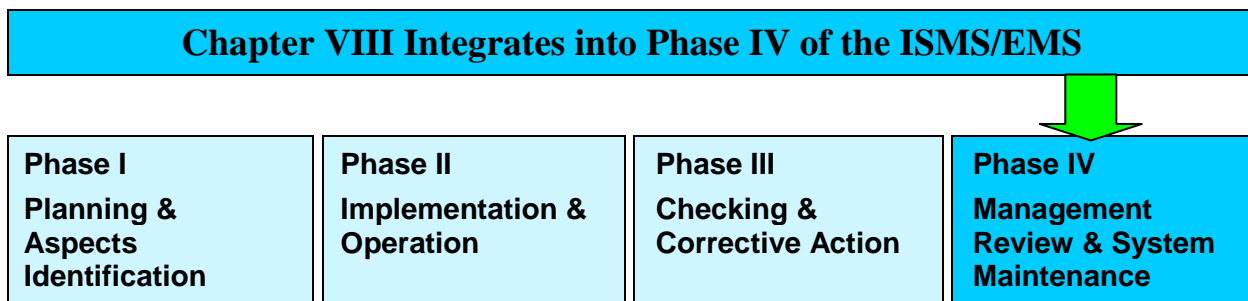 Chapter VIII Integrates into Phase IV of the ISMS/EMS
Phase I
Planning &
Aspects
Identification
Phase II
Implementation &
Operation
Phase III
Checking &
Corrective Action
Phase IV
Management
Review & System
Maintenance